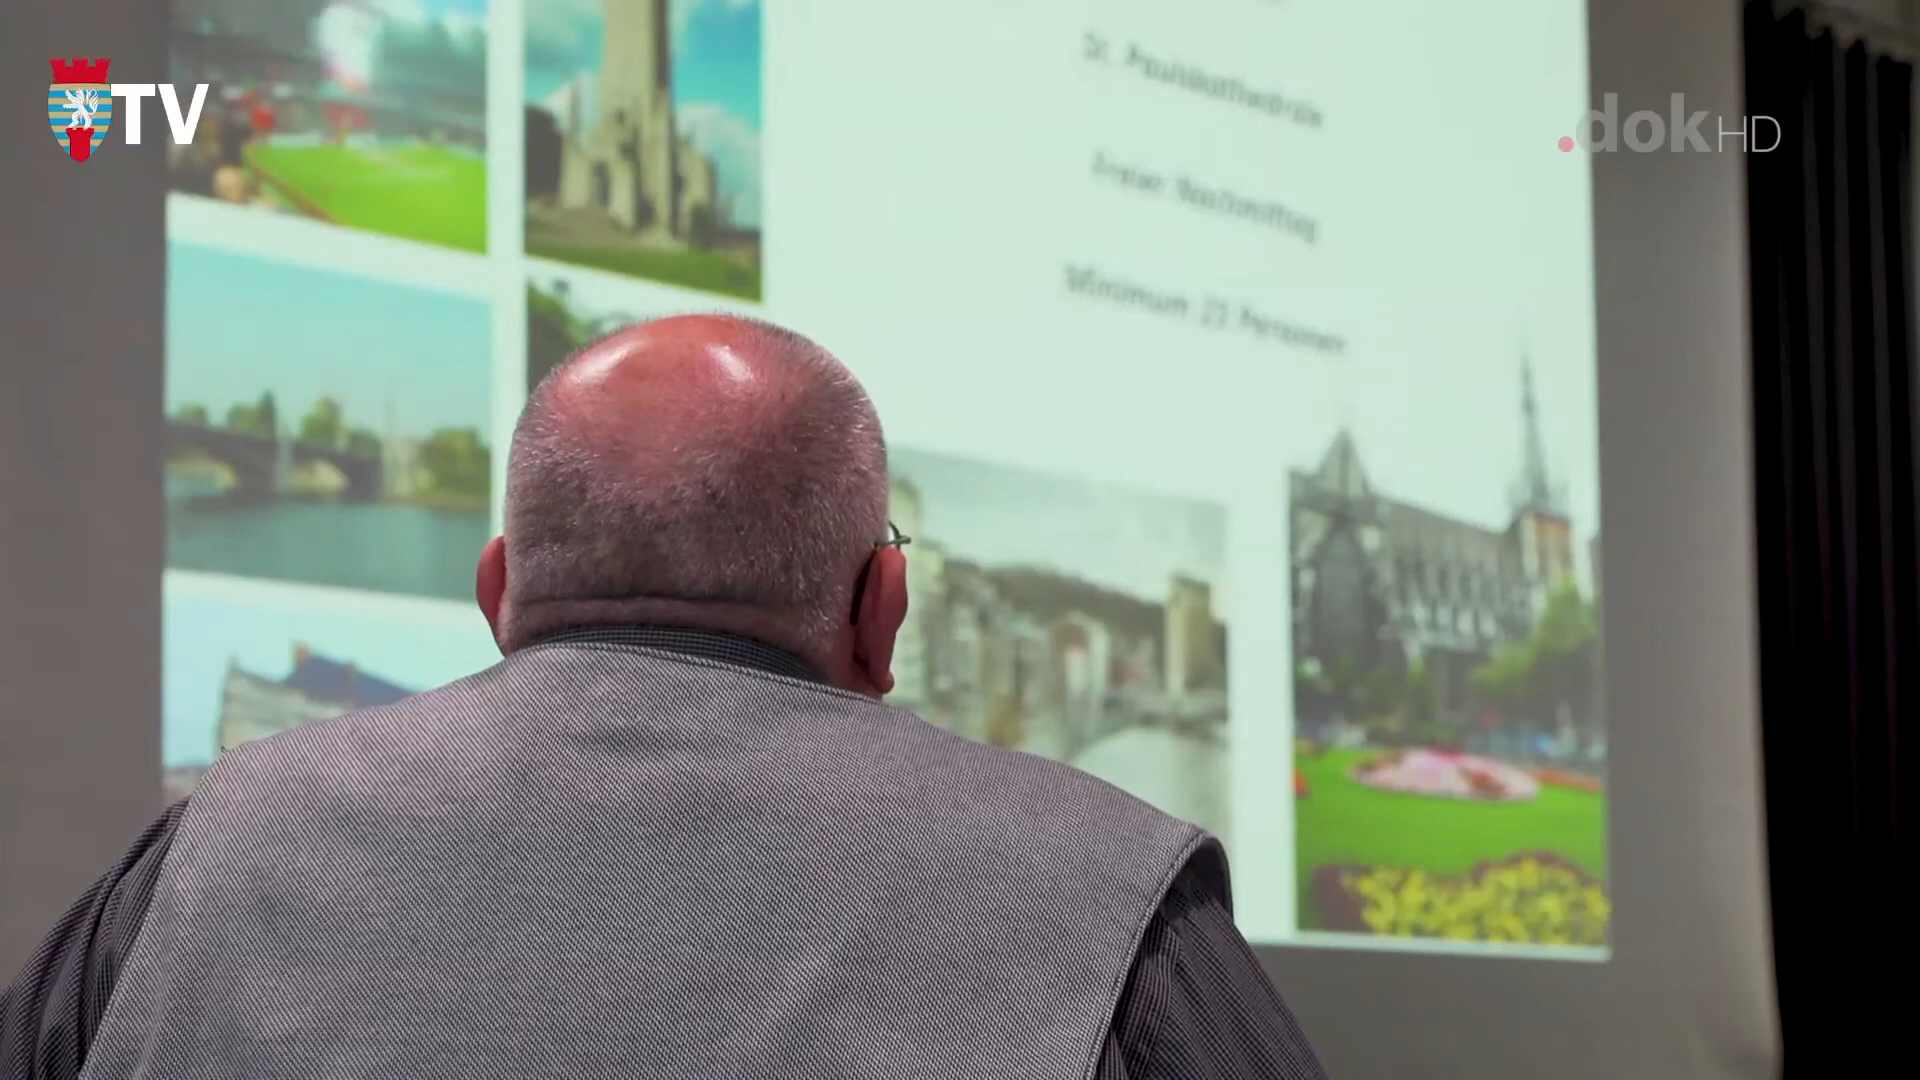 TV
.dokHD
St. Paulskathedrale
Freier Nachmittag
Minimum 25 Personen